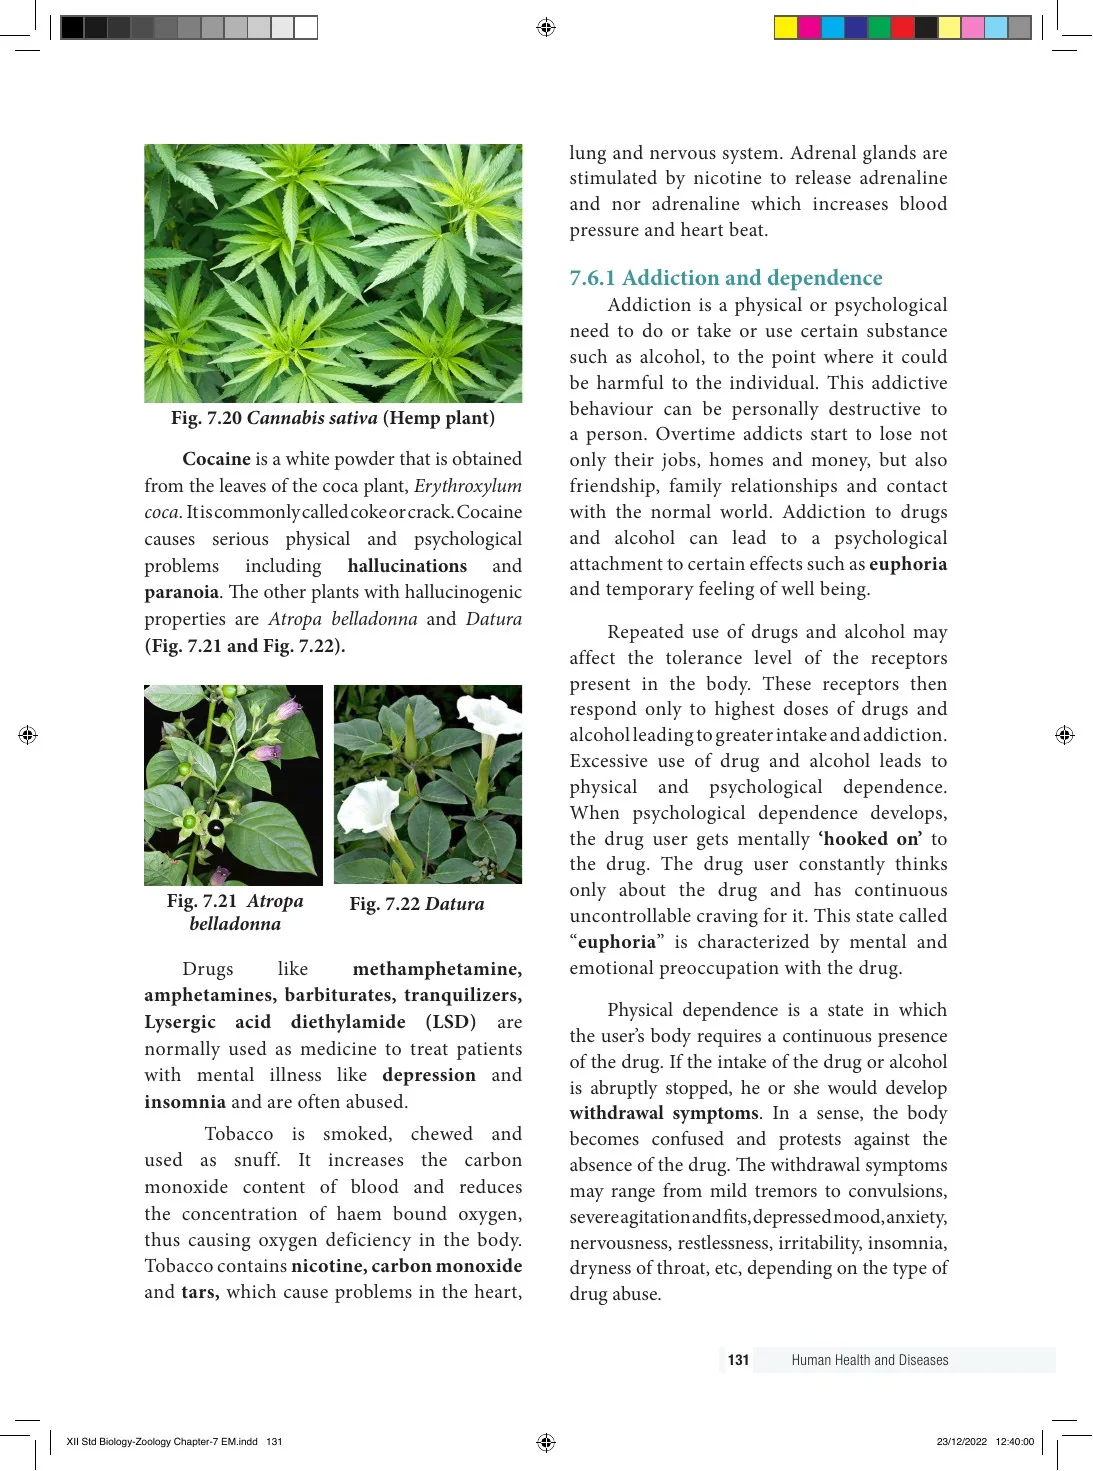 Fig. 7.20 Cannabis sativa (Hemp plant)
Cocaine is a white powder that is obtained
from the leaves of the coca plant, Erythroxylum
coca. It is commonly called coke or crack. Cocaine
causes serious physical and psychological
problems including hallucinations and
paranoia. The other plants with hallucinogenic
properties are Atropa belladonna and Datura
(Fig. 7.21 and Fig. 7.22).
Fig. 7.21 Atropa
belladonna
Fig. 7.22 Datura
Drugs like methamphetamine,
amphetamines, barbiturates, tranquilizers,
Lysergic acid diethylamide (LSD) are
normally used as medicine to treat patients
with mental illness like depression and
insomnia and are often abused.
Tobacco is smoked, chewed and
used as snuff. It increases the carbon
monoxide content of blood and reduces
the concentration of haem bound oxygen,
thus causing oxygen deficiency in the body.
Tobacco contains nicotine, carbon monoxide
and tars, which cause problems in the heart,
lung and nervous system. Adrenal glands are
stimulated by nicotine to release adrenaline
and nor adrenaline which increases blood
pressure and heart beat.
7.6.1 Addiction and dependence
Addiction is a physical or psychological
need to do or take or use certain substance
such as alcohol, to the point where it could
be harmful to the individual. This addictive
behaviour can be personally destructive to
a person. Overtime addicts start to lose not
only their jobs, homes and money, but also
friendship, family relationships and contact
with the normal world. Addiction to drugs
and alcohol can lead to a psychological
attachment to certain effects such as euphoria
and temporary feeling of well being.
Repeated use of drugs and alcohol may
affect the tolerance level of the receptors
present in the body. These receptors then
respond only to highest doses of drugs and
alcohol leading to greater intake and addiction.
Excessive use of drug and alcohol leads to
physical and psychological dependence.
When psychological dependence develops,
the drug user gets mentally ‘hooked on’ to
the drug. The drug user constantly thinks
only about the drug and has continuous
uncontrollable craving for it. This state called
“euphoria” is characterized by mental and
emotional preoccupation with the drug.
Physical dependence is a state in which
the user’s body requires a continuous presence
of the drug. If the intake of the drug or alcohol
is abruptly stopped, he or she would develop
withdrawal symptoms. In a sense, the body
becomes confused and protests against the
absence of the drug. The withdrawal symptoms
may range from mild tremors to convulsions,
severe agitation and fits, depressed mood, anxiety,
nervousness, restlessness, irritability, insomnia,
dryness of throat, etc, depending on the type of
drug abuse.
131 Human Health and Diseases
XII Std Biology-Zoology Chapter-7 EM.indd 131
23/12/2022 12:40:00